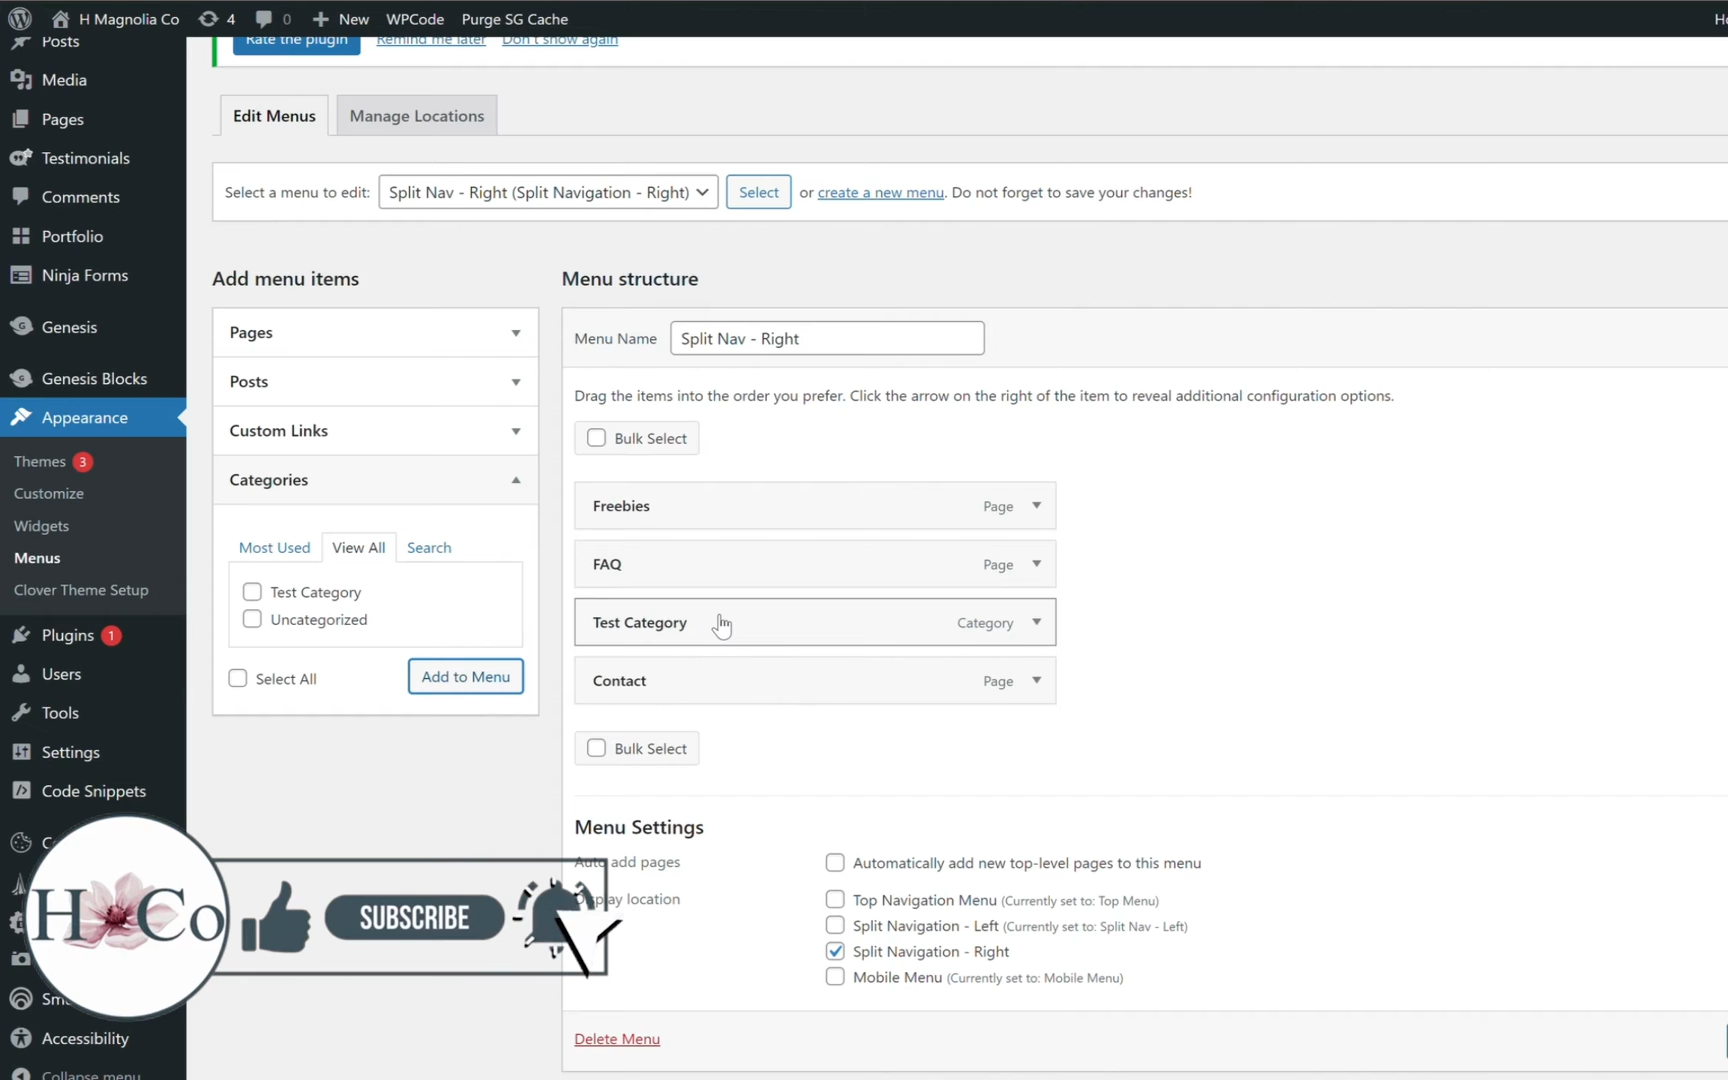 H Magnolia Co 4 0 New WPCode Purge SG Cache
Rate the plugin Remind me later Don't show again
Posts
Media
Pages
Testimonials
Comments
Portfolio
Ninja Forms
Genesis
Genesis Blocks
Appearance
Themes 3
Customize
Widgets
Menus
Clover Theme Setup
Plugins 1
Users
Tools
Settings
Code Snippets
Accessibility
Collapse menu
Edit Menus Manage Locations
Select a menu to edit: Split Nav - Right (Split Navigation - Right) Select or create a new menu. Do not forget to save your changes!
Add menu items
Pages
Posts
Custom Links
Categories
Most Used View All Search
Test Category
Uncategorized
Select All Add to Menu
Menu structure
Menu Name Split Nav - Right
Drag the items into the order you prefer. Click the arrow on the right of the item to reveal additional configuration options.
Bulk Select
Freebies Page
FAQ Page
Test Category Category
Contact Page
Bulk Select
Menu Settings
Auto add pages Automatically add new top-level pages to this menu
Top Navigation Menu (Currently set to: Top Menu)
Split Navigation - Left (Currently set to: Split Nav - Left)
Split Navigation - Right
Mobile Menu (Currently set to: Mobile Menu)
Delete Menu
H Co SUBSCRIBE